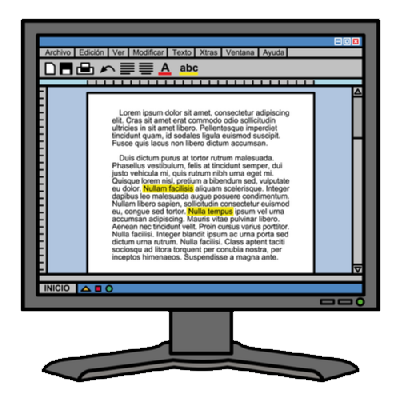 Archivo Edición Ver Modificar Texto Xtras Ventana Ayuda
A abc
Lorem ipsum dolor sit amet, consectetur adipiscing
elit. Cras sit amet erat commodo odio sollicitudin
ultricies in sit amet libero. Pellentesque imperdiet
tincidunt quam, id sodales ligula euismod suscipit.
Fusce quis lacus non libero dictum accumsan.
Duis dictum purus at tortor rutrum malesuada.
Phasellus vestibulum, felis at tincidunt semper, dui
justo vehicula mi, quis rutrum nibh urna eget mi.
Quisque lorem nisi, pretium a bibendum sed, vulputate
eu dolor. Nullam facilisis aliquam scelerisque. Integer
dapibus leo malesuada augue posuere condimentum.
Nullam libero sapien, sollicitudin consectetur euismod
eu, congue sed tortor. Nulla tempus ipsum vel urna
accumsan adipiscing. Mauris vitae pulvinar libero.
Aenean nec tincidunt velit. Proin cursus varius porttitor.
Nulla facilisi. Integer blandit ipsum ac urna porta sed
dictum urna rutrum. Nulla facilisi. Class aptent taciti
sociosqu ad litora torquent per conubia nostra, per
inceptos himenaeos. Suspendisse a magna ante.
INICIO